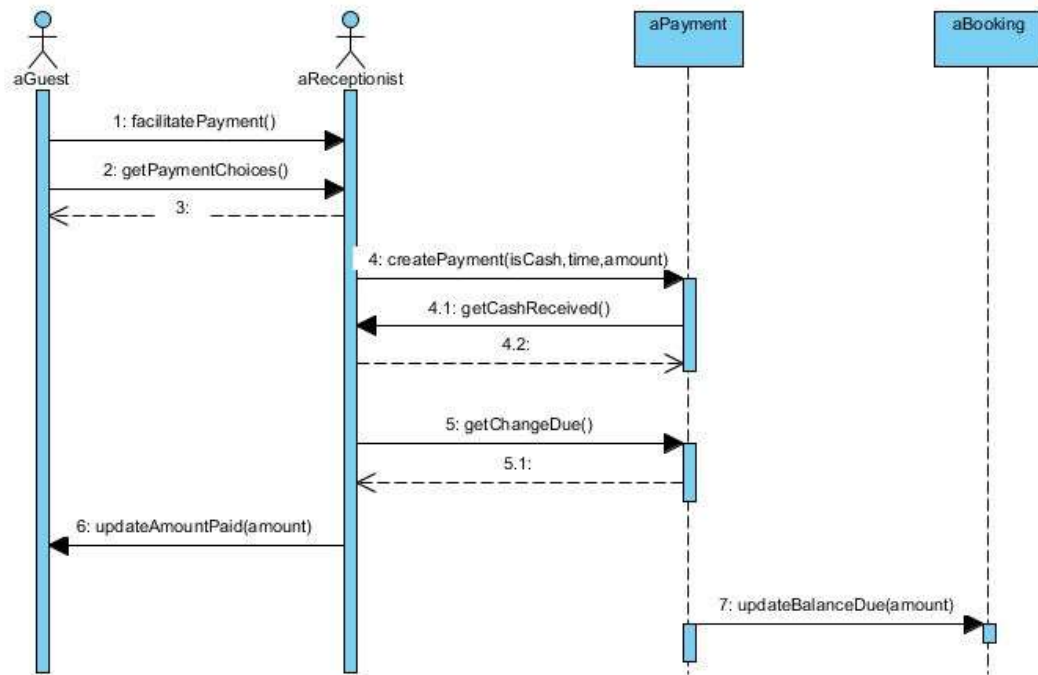 aPayment
aBooking
aGuest
aReceptionist
1: facilitatePayment()
2: getPaymentChoices()
3:
4: createPayment(isCash,time,amount)
4.1: getCashReceived()
4.2:
5: getChangeDue()
5.1:
6: updateAmountPaid(amount)
7: updateBalanceDue(amount)